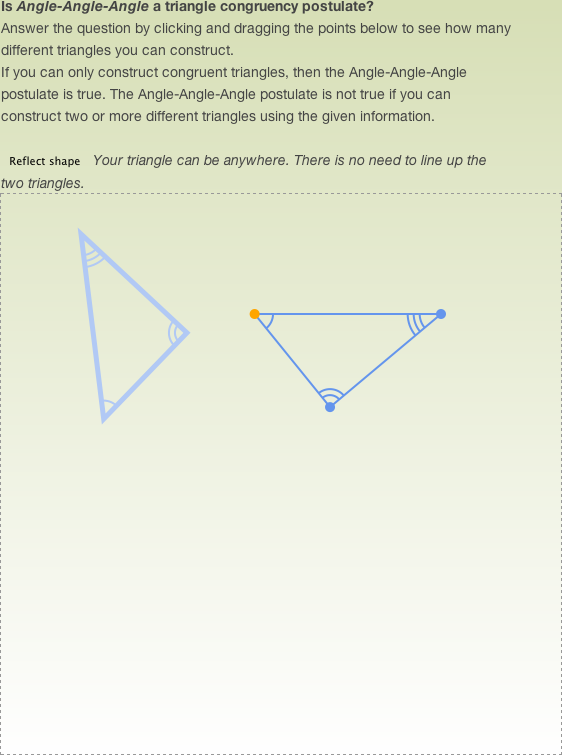 Is Angle-Angle-Angle a triangle congruency postulate?
Answer the question by clicking and dragging the points below to see how many
different triangles you can construct.
If you can only construct congruent triangles, then the Angle-Angle-Angle
postulate is true. The Angle-Angle-Angle postulate is not true if you can
construct two or more different triangles using the given information.
Reflect shape Your triangle can be anywhere. There is no need to line up the
two triangles.